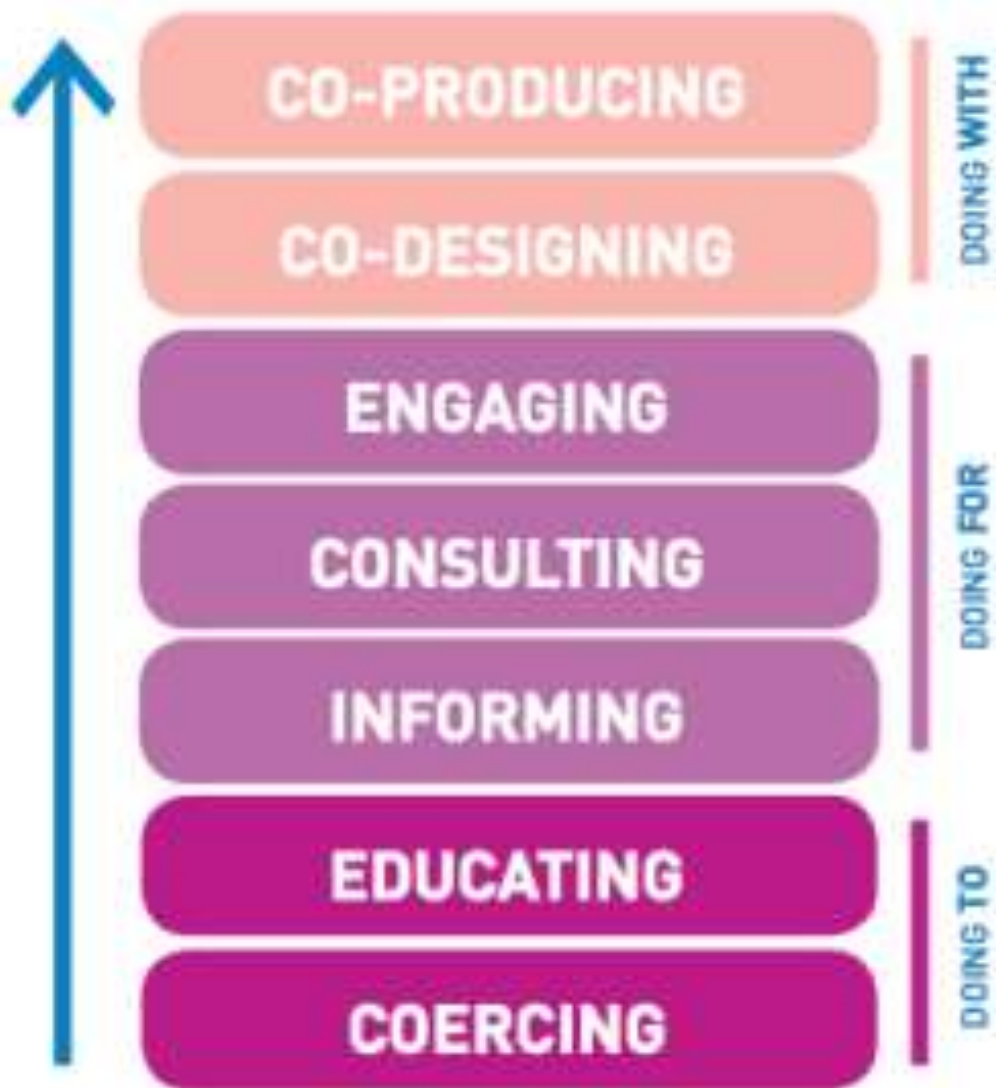 CO-PRODUCING
CO-DESIGNING
DOING WITH
ENGAGING
CONSULTING
INFORMING
DOING FOR
EDUCATING
COERCING
DOING TO